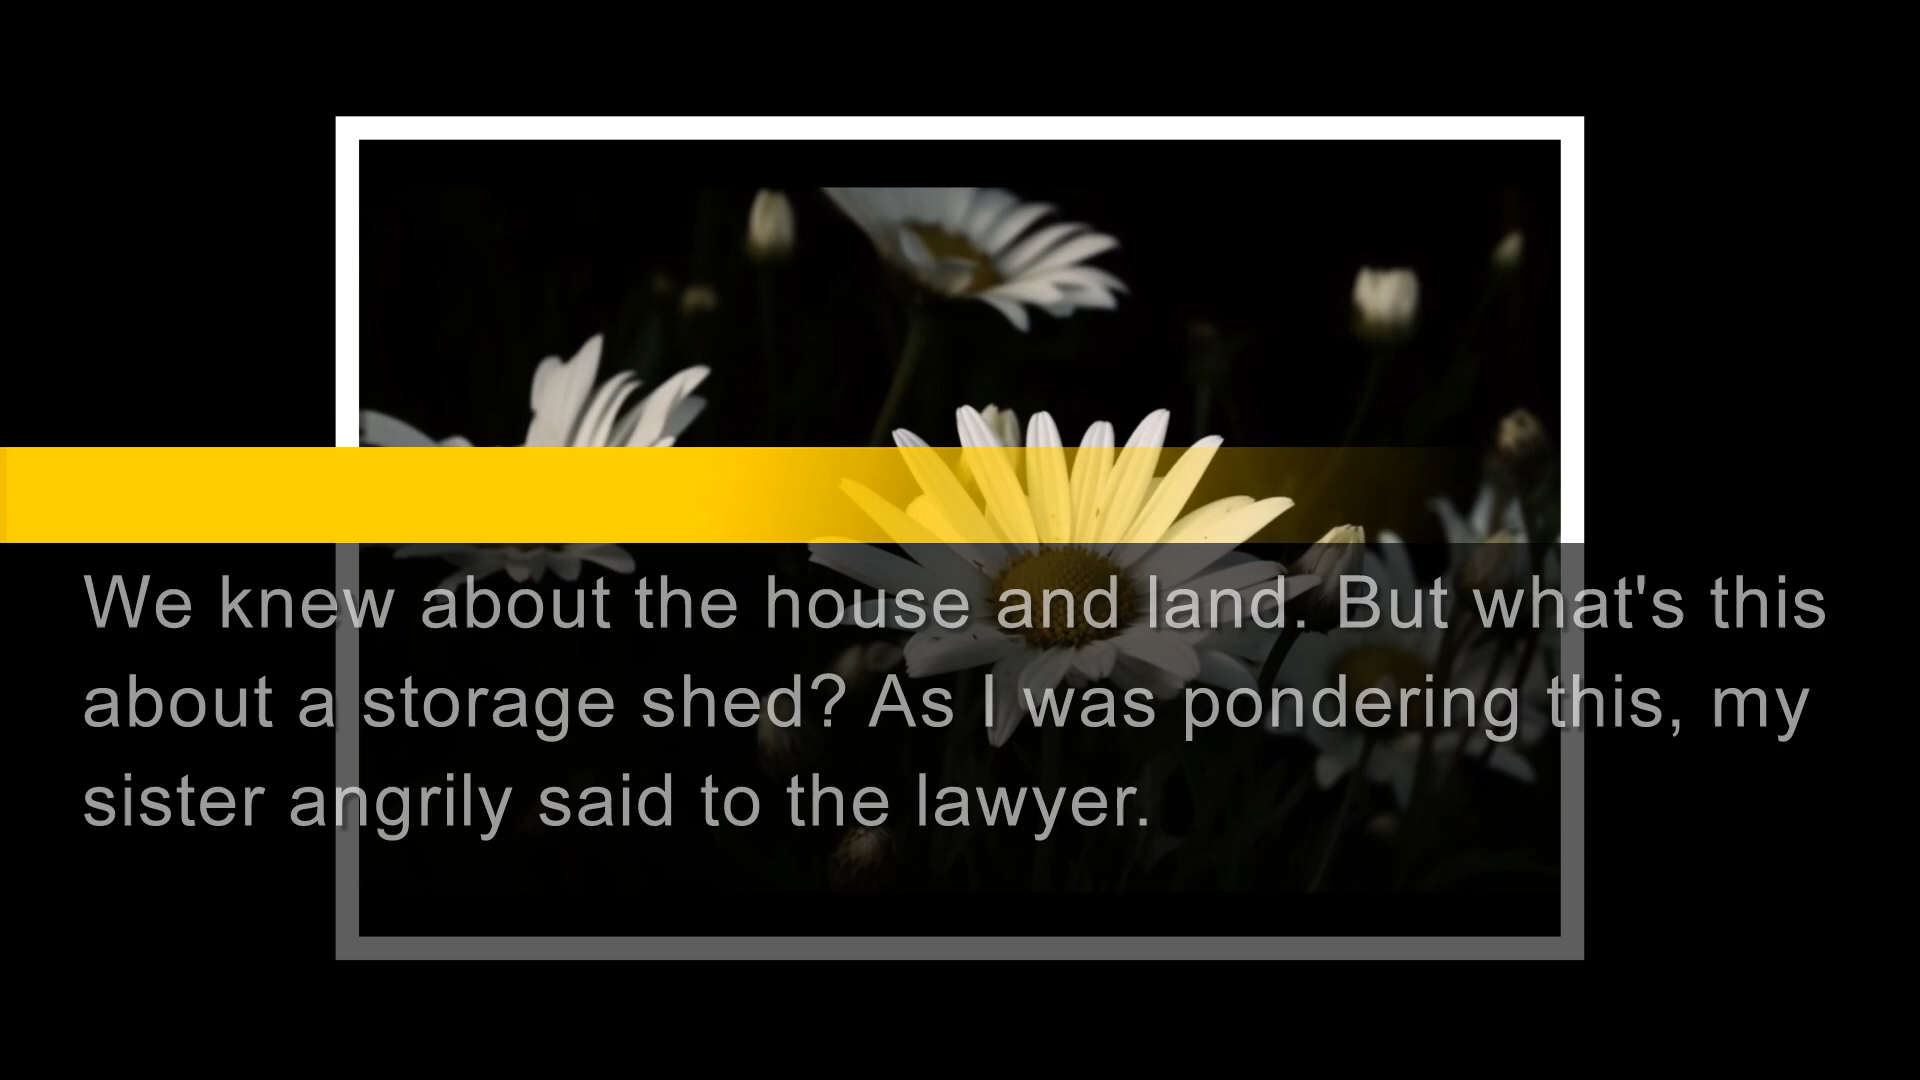 We knew about the house and land. But what's this
about a storage shed? As I was pondering this, my
sister angrily said to the lawyer.